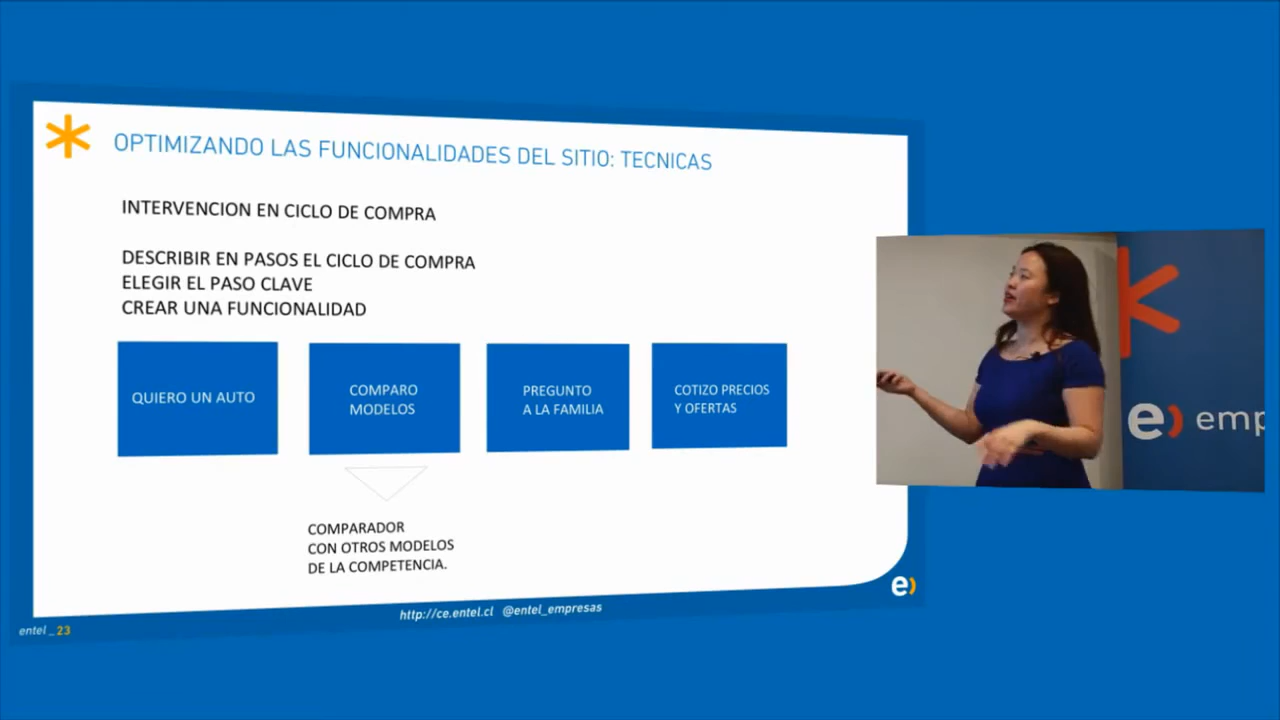 OPTIMIZANDO LAS FUNCIONALIDADES DEL SITIO: TECNICAS
INTERVENCION EN CICLO DE COMPRA
DESCRIBIR EN PASOS EL CICLO DE COMPRA
ELEGIR EL PASO CLAVE
CREAR UNA FUNCIONALIDAD
QUIERO UN AUTO
COMPARO
MODELOS
PREGUNTO
A LA FAMILIA
COTIZO PRECIOS
Y OFERTAS
COMPARADOR
CON OTROS MODELOS
DE LA COMPETENCIA.
e)
e) emp
http://ce.entel.cl @entel_empresas
entel _ 23